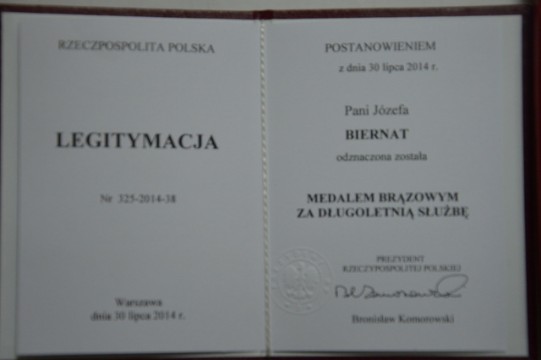 RZECZPOSPOLITA POLSKA
LEGITYMACJA
Nr 325-2014-38
Warszawa
dnia 30 lipca 2014 r.
POSTANOWIENIEM
z dnia 30 lipca 2014 r.
Pani Józefa
BIERNAT
odznaczona została
MEDALEM BRĄZOWYM
ZA DŁUGOLETNIĄ SŁUŻBĘ
PREZYDENT
RZECZYPOSPOLITEJ POLSKIEJ
Bronisław Komorowski